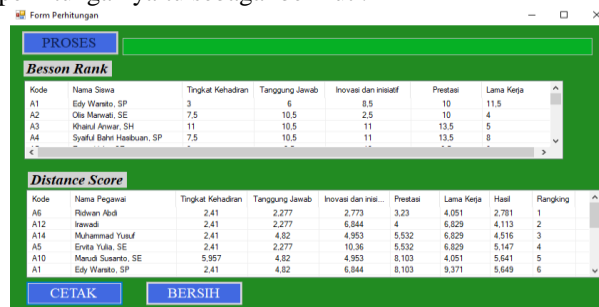 Form Perhitungan
PROSES
Besson Rank
Kode Nama Siswa Tingkat Kehadiran Tanggung Jawab Inovasi dan inisiatif Prestasi Lama Kerja
A1 Edy Warsito, SP 3 6 8,5 10 11,5
A2 Olis Marwati, SE 7,5 10,5 2,5 10 4
A3 Khairul Anwar, SH 11 10,5 11 13,5 5
A4 Syaiful Bahri Hasibuan, SP 7,5 10,5 11 13,5 8
Distance Score
Kode Nama Pegawai Tingkat Kehadiran Tanggung Jawab Inovasi dan inisi... Prestasi Lama Kerja Hasil Rangking
A6 Ridwan Abdi 2,41 2,277 2,773 3,23 4,051 2,781 1
A12 Irawadi 2,41 2,277 6,844 4 6,829 4,113 2
A14 Muhammad Yusuf 2,41 4,82 4,953 5,532 6,829 4,516 3
A5 Ervita Yulia, SE 2,41 2,277 10,36 5,532 6,829 5,147 4
A10 Marudi Susanto, SE 5,957 4,82 4,953 8,103 4,051 5,641 5
A1 Edy Warsito, SP 2,41 4,82 6,844 8,103 9,371 5,649 6
CETAK BERSIH